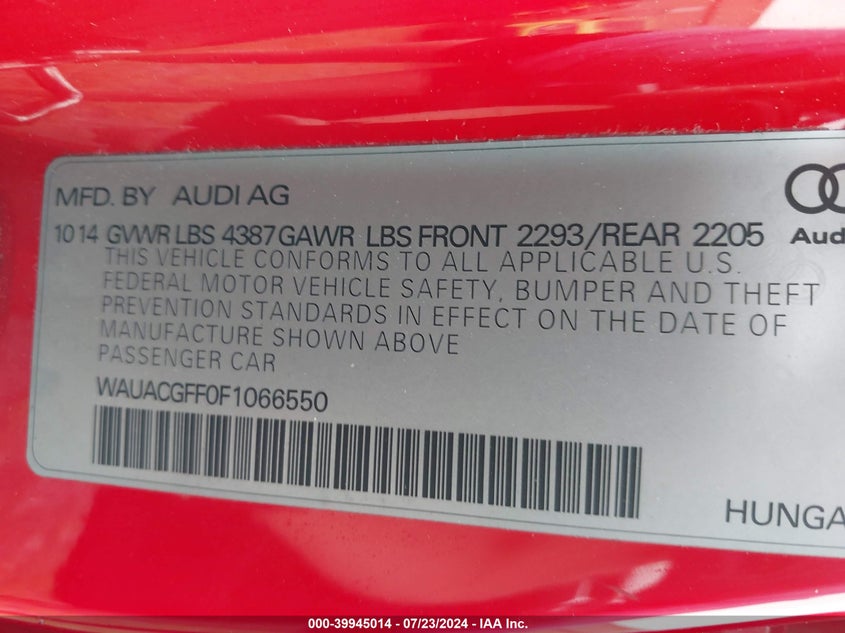 MFD. BY AUDI AG
10 14 GVWR LBS 4387 GAWR LBS FRONT 2293/REAR 2205
THIS VEHICLE CONFORMS TO ALL APPLICABLE U.S.
FEDERAL MOTOR VEHICLE SAFETY, BUMPER AND THEFT
PREVENTION STANDARDS IN EFFECT ON THE DATE OF
MANUFACTURE SHOWN ABOVE
PASSENGER CAR
WAUACGFF0F1066550
Aud
HUNGA
000-39945014 - 07/23/2024 - IAA Inc.